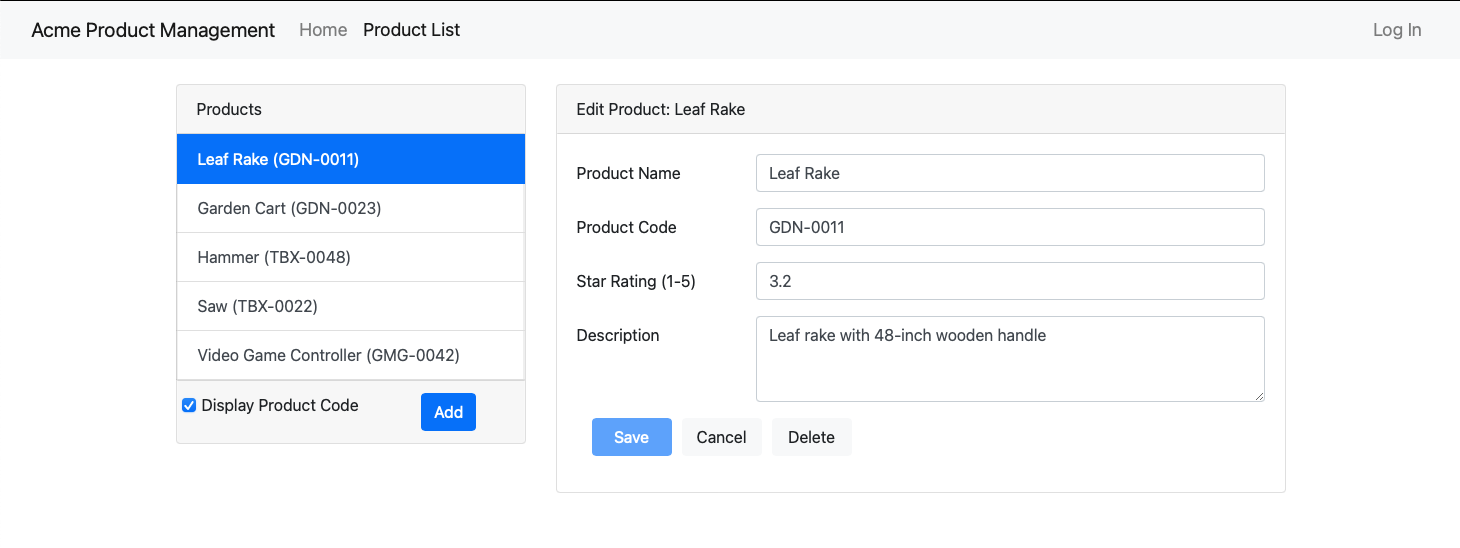 Acme Product Management Home Product List Log In
Products
Leaf Rake (GDN-0011)
Garden Cart (GDN-0023)
Hammer (TBX-0048)
Saw (TBX-0022)
Video Game Controller (GMG-0042)
Display Product Code Add
Edit Product: Leaf Rake
Product Name Leaf Rake
Product Code GDN-0011
Star Rating (1-5) 3.2
Description Leaf rake with 48-inch wooden handle
Save Cancel Delete